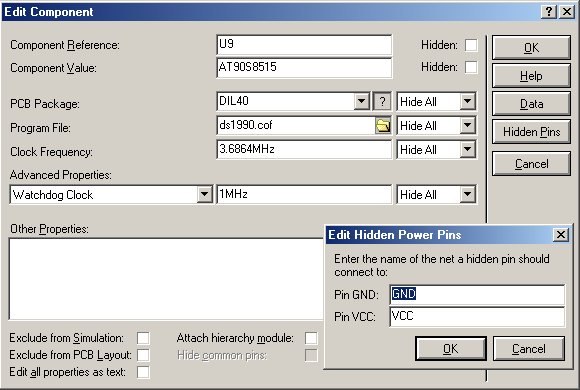 Edit Component
Component Reference: U9 Hidden: OK
Component Value: AT90S8515 Hidden: Help
PCB Package: DIL40 ? Hide All Data
Program File: ds1990.cof Hide All Hidden Pins
Clock Frequency: 3.6864MHz Hide All Cancel
Advanced Properties:
Watchdog Clock 1MHz Hide All
Other Properties:
Edit Hidden Power Pins
Enter the name of the net a hidden pin should
connect to:
Pin GND: GND
Pin VCC: VCC
OK Cancel
Exclude from Simulation: Attach hierarchy module:
Exclude from PCB Layout: Hide common pins:
Edit all properties as text: